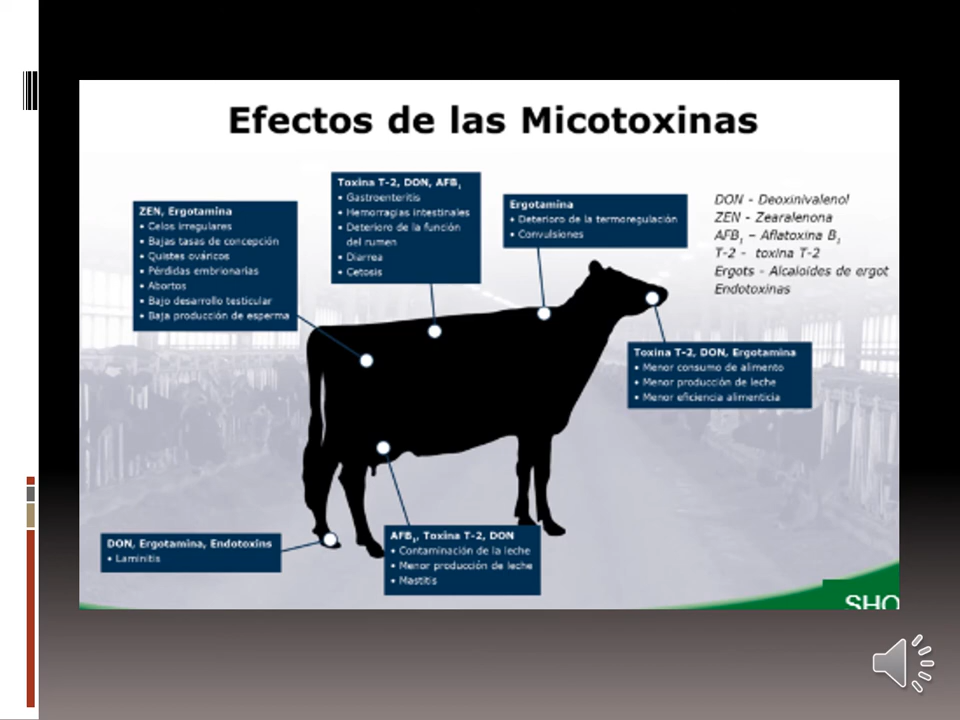 Efectos de las Micotoxinas
ZEN, Ergotamina
• Celos irregulares
• Bajas tasas de concepción
• Quistes ováricos
• Pérdidas embrionarias
• Abortos
• Bajo desarrollo testicular
• Baja producción de esperma
Toxina T-2, DON, AFB₁
• Gastroenteritis
• Hemorragias intestinales
• Deterioro de la función
del rumen
• Diarrea
• Cetosis
Ergotamina
• Deterioro de la termoregulación
• Convulsiones
DON - Deoxinivalenol
ZEN - Zearalenona
AFB₁ – Aflatoxina B₁
T-2 - toxina T-2
Ergots - Alcaloides de ergot
Endotoxinas
Toxina T-2, DON, Ergotamina
• Menor consumo de alimento
• Menor producción de leche
• Menor eficiencia alimenticia
DON, Ergotamina, Endotoxins
• Laminitis
AFB₁, Toxina T-2, DON
• Contaminación de la leche
• Menor producción de leche
• Mastitis
SHO